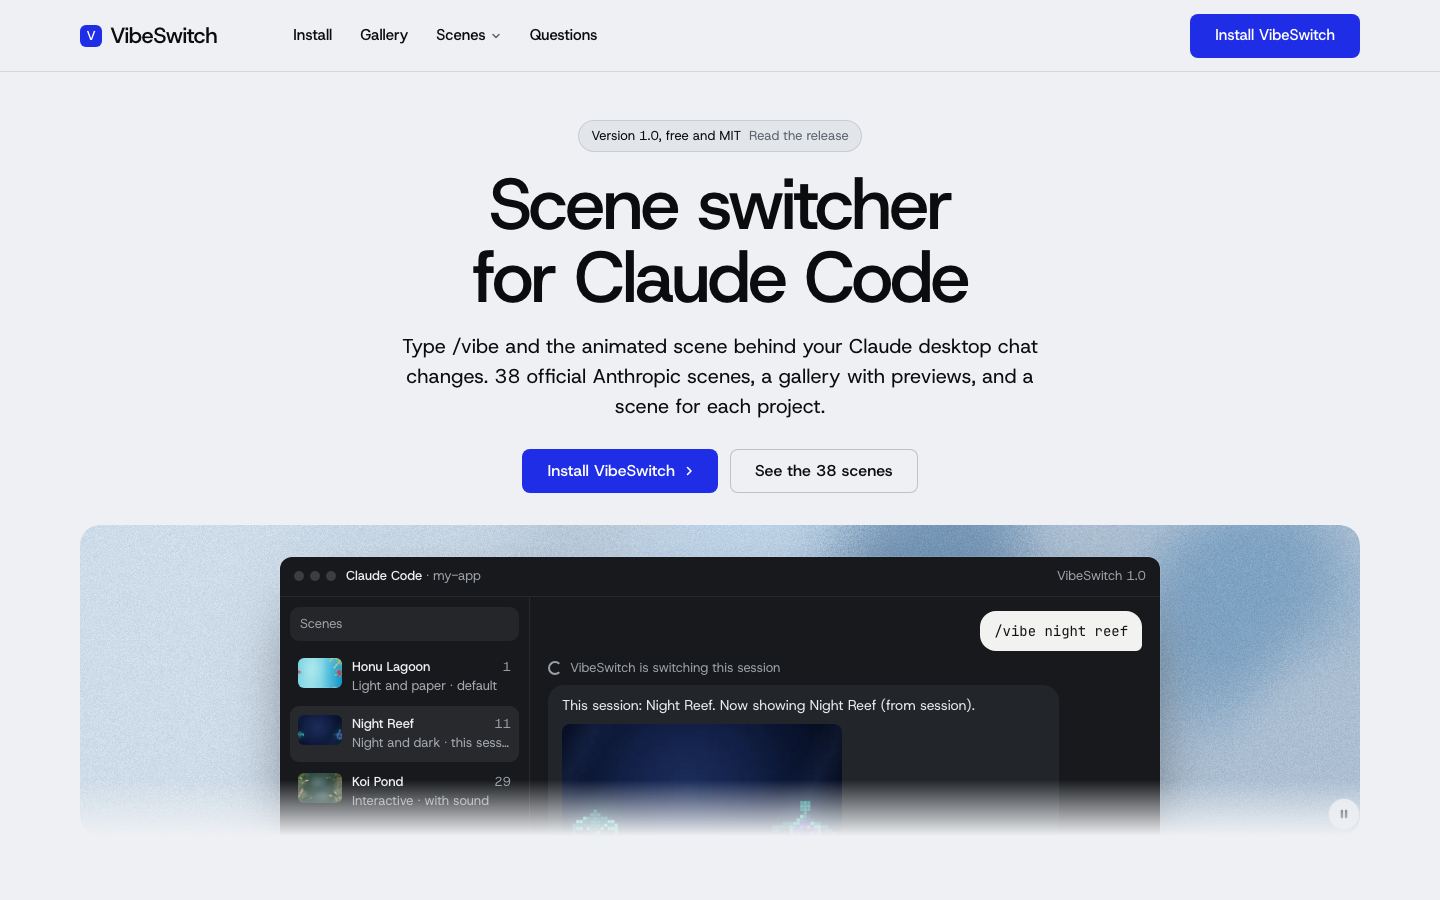 V VibeSwitch
Install
Gallery
Scenes
Questions
Install VibeSwitch
Version 1.0, free and MIT Read the release
Scene switcher
for Claude Code
Type /vibe and the animated scene behind your Claude desktop chat
changes. 38 official Anthropic scenes, a gallery with previews, and a
scene for each project.
Install VibeSwitch
See the 38 scenes
Claude Code · my-app
VibeSwitch 1.0
Scenes
Honu Lagoon 1
Light and paper · default
Night Reef 11
Night and dark · this sess…
Koi Pond 29
Interactive · with sound
/vibe night reef
VibeSwitch is switching this session
This session: Night Reef. Now showing Night Reef (from session).